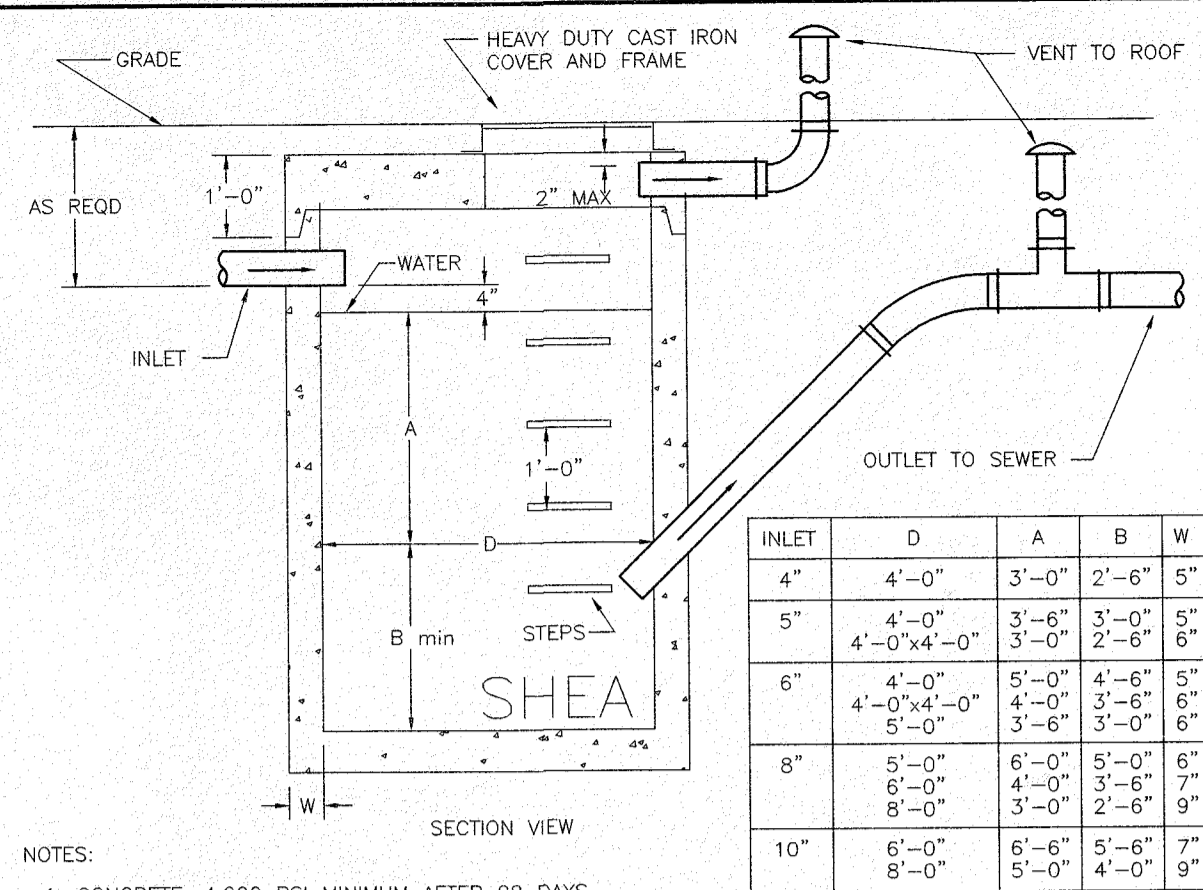 GRADE
HEAVY DUTY CAST IRON
COVER AND FRAME
VENT TO ROOF
AS REQD
1'-0"
2" MAX
WATER
4"
INLET
A
1'-0"
OUTLET TO SEWER
D
B min
STEPS
SHEA
W
SECTION VIEW
INLET D A B W
4" 4'-0" 3'-0" 2'-6" 5"
5" 4'-0" 3'-6" 3'-0" 5"
4'-0"x4'-0" 3'-0" 2'-6" 6"
6" 4'-0" 5'-0" 4'-6" 5"
4'-0"x4'-0" 4'-0" 3'-6" 6"
5'-0" 3'-6" 3'-0" 6"
8" 5'-0" 6'-0" 5'-0" 6"
6'-0" 4'-0" 3'-6" 7"
8'-0" 3'-0" 2'-6" 9"
10" 6'-0" 6'-6" 5'-6" 7"
8'-0" 5'-0" 4'-0" 9"
NOTES: